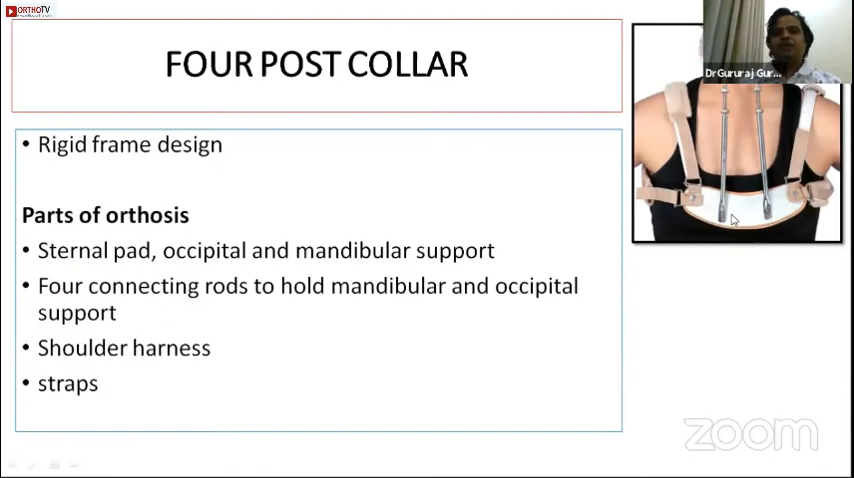 ORTHOTV
Dr Gururaj Gur...
FOUR POST COLLAR
• Rigid frame design
Parts of orthosis
• Sternal pad, occipital and mandibular support
• Four connecting rods to hold mandibular and occipital
support
• Shoulder harness
• straps
zoom